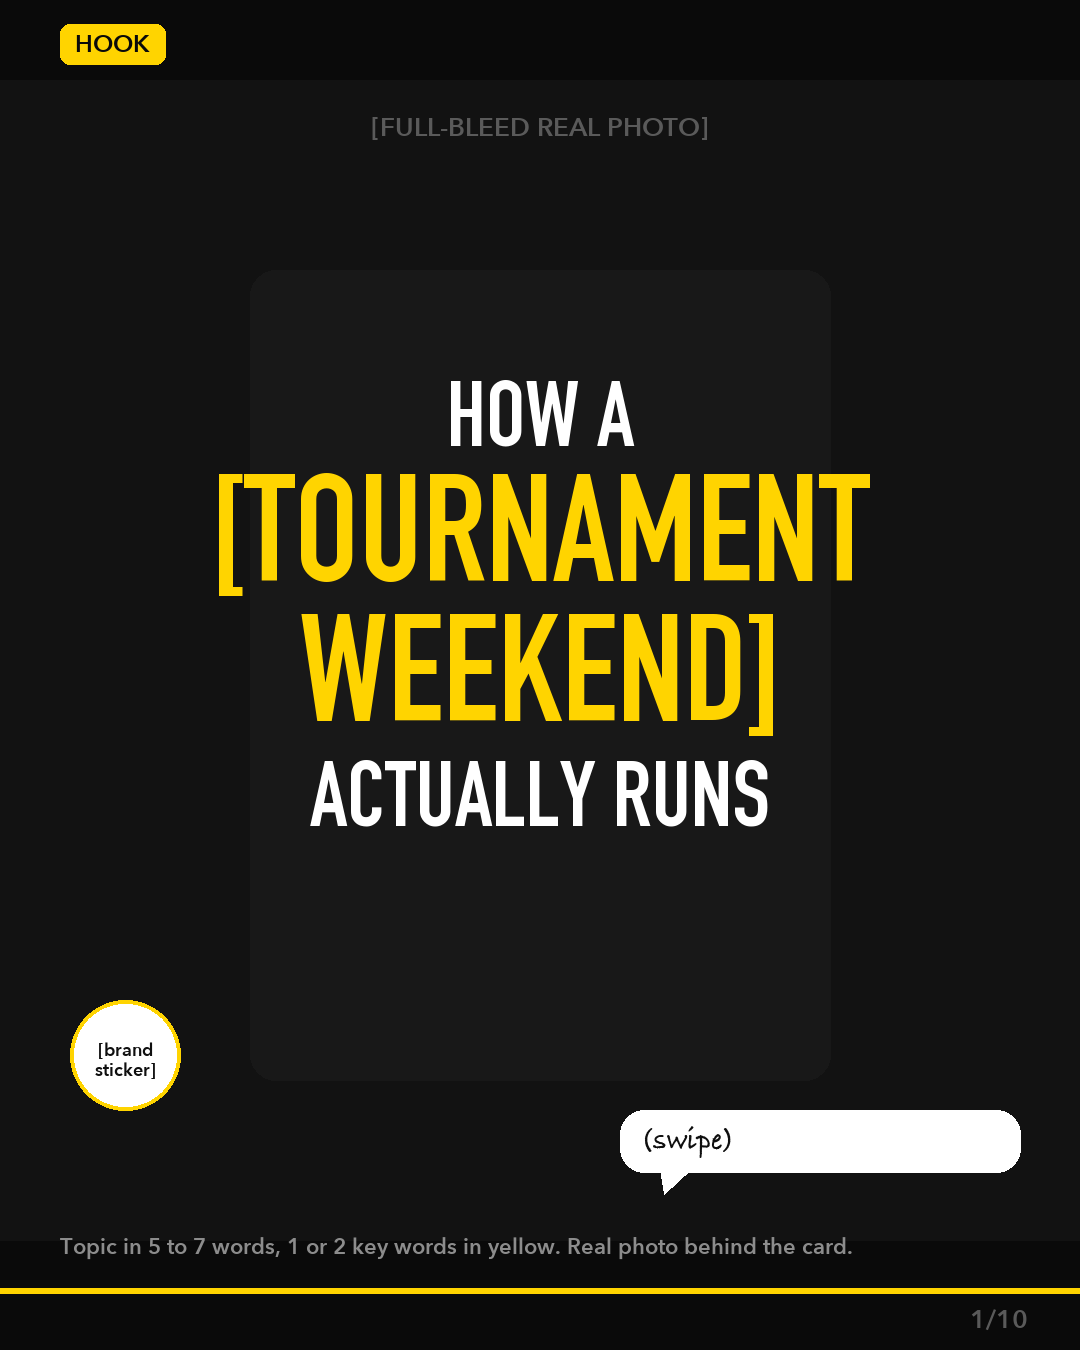 HOOK
[FULL-BLEED REAL PHOTO]
HOW A
[TOURNAMENT
WEEKEND]
ACTUALLY RUNS
[brand
sticker]
(swipe)
Topic in 5 to 7 words, 1 or 2 key words in yellow. Real photo behind the card.
1/10